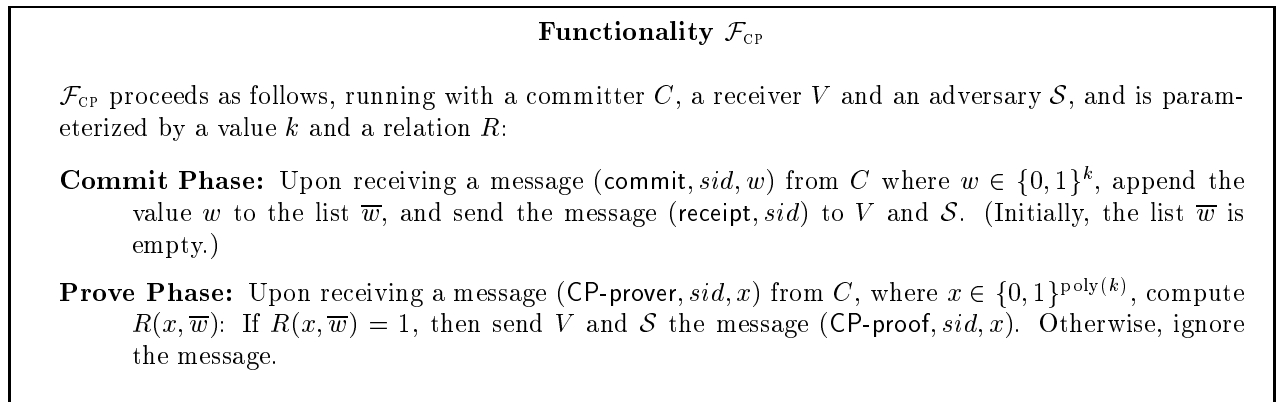 Functionality F_CP
F_CP proceeds as follows, running with a committer C, a receiver V and an adversary S, and is param-
eterized by a value k and a relation R:
Commit Phase: Upon receiving a message (commit, sid, w) from C where w ∈ {0, 1}^k, append the
value w to the list w̅, and send the message (receipt, sid) to V and S. (Initially, the list w̅ is
empty.)
Prove Phase: Upon receiving a message (CP-prover, sid, x) from C, where x ∈ {0, 1}^poly(k), compute
R(x, w̅): If R(x, w̅) = 1, then send V and S the message (CP-proof, sid, x). Otherwise, ignore
the message.